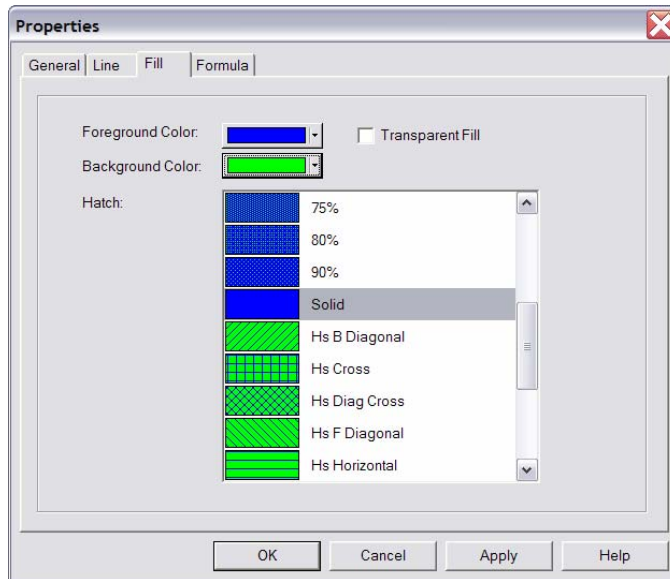 Properties
General Line Fill Formula
Foreground Color: Transparent Fill
Background Color:
Hatch:
75%
80%
90%
Solid
Hs B Diagonal
Hs Cross
Hs Diag Cross
Hs F Diagonal
Hs Horizontal
OK Cancel Apply Help